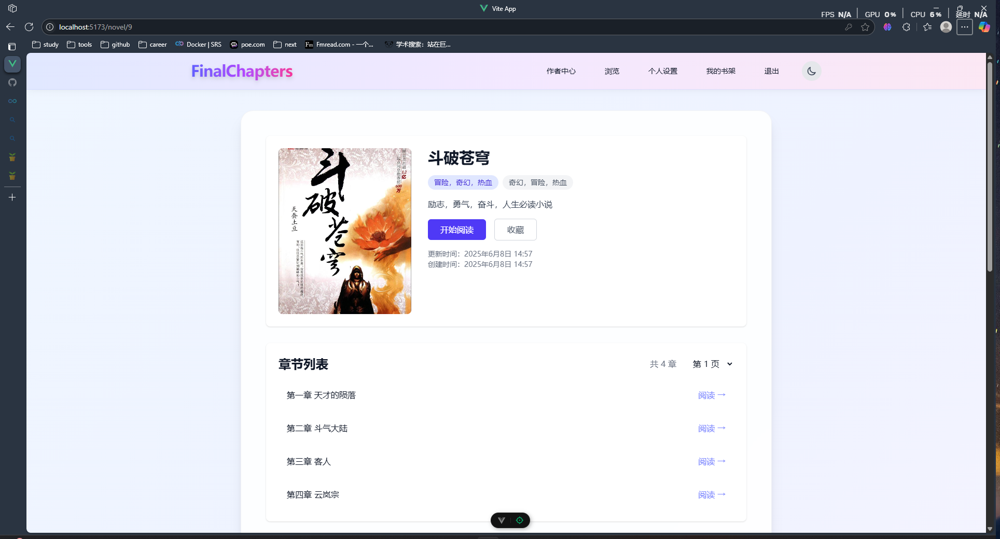 Vite App
FPS N/A GPU 0% CPU 6% 延时 N/A
localhost:5173/novel/9
study
tools
github
career
Docker | SRS
poe.com
next
Fm Fmread.com - 一个...
学术搜索：站在巨...
FinalChapters
作者中心
浏览
个人设置
我的书架
退出
斗破苍穹
天蚕土豆
1.2亿
600万
斗破苍穹
冒险，奇幻，热血
奇幻，冒险，热血
励志，勇气，奋斗，人生必读小说
开始阅读
收藏
更新时间：2025年6月8日 14:57
创建时间：2025年6月8日 14:57
章节列表
共 4 章
第 1 页
第一章 天才的陨落
阅读 →
第二章 斗气大陆
阅读 →
第三章 客人
阅读 →
第四章 云岚宗
阅读 →